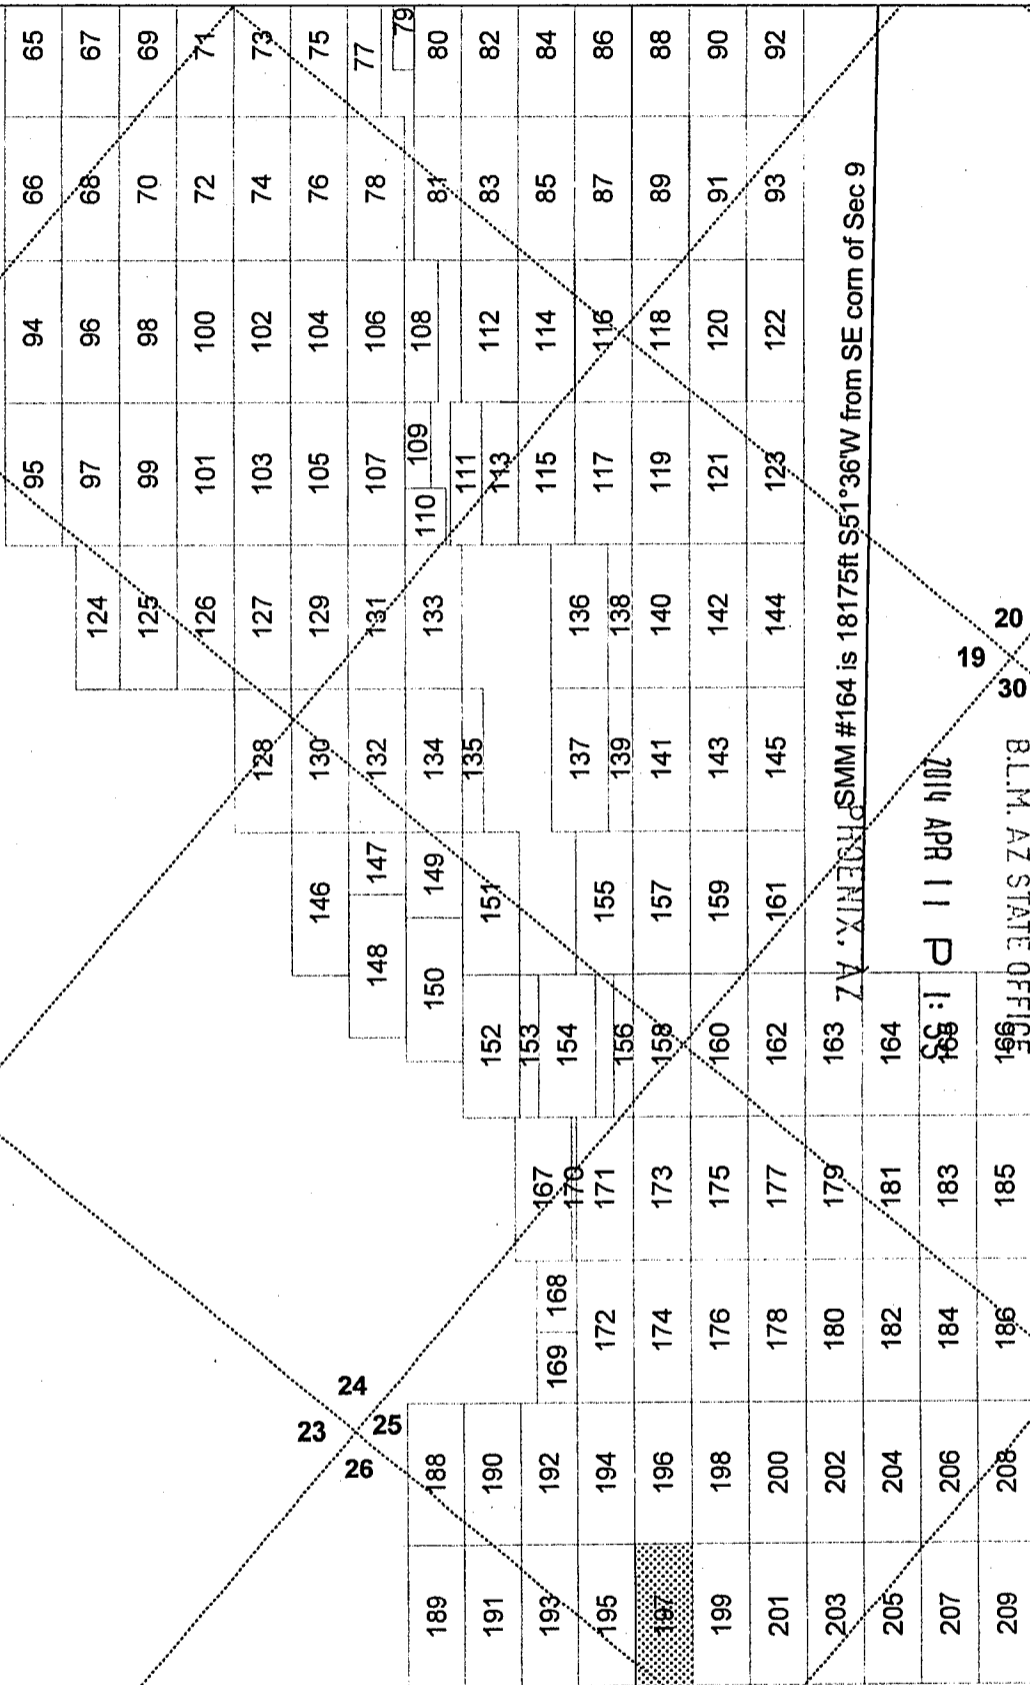 65 67 69 71 73 75 77 79 80 82 84 86 88 90 92
66 68 70 72 74 76 78 81 83 85 87 89 91 93
94 96 98 100 102 104 106 108 112 114 116 118 120 122
95 97 99 101 103 105 107 109 111 113 115 117 119 121 123
110
124 125 126 127 129 131 133 136 138 140 142 144
128 130 132 134 135 137 139 141 143 145
146 147 149 151 155 157 159 161
148 150
152 153 154 156 158 160 162 163 164 165 166
167 170 171 173 175 177 179 181 183 185
168 172 174 176 178 180 182 184 186
169
188 190 192 194 196 198 200 202 204 206 208
189 191 193 195 197 199 201 203 205 207 209
SMM #164 is 18175ft S51°36'W from SE corn of Sec 9
19 20
30
23 24
26 25
B.L.M. AZ STATE OFFICE
2014 APR 11 P 1:55
PHOENIX, AZ